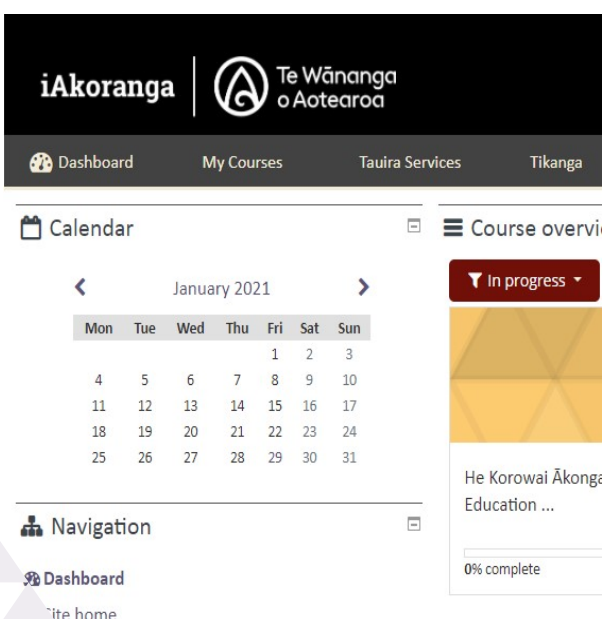 iAkoranga
Te Wānanga
o Aotearoa
Dashboard My Courses Tauira Services Tikanga
Calendar
January 2021
Mon Tue Wed Thu Fri Sat Sun
1 2 3
4 5 6 7 8 9 10
11 12 13 14 15 16 17
18 19 20 21 22 23 24
25 26 27 28 29 30 31
Navigation
Dashboard
Site home
Course overvi
In progress
He Korowai Ākonga
Education ...
0% complete